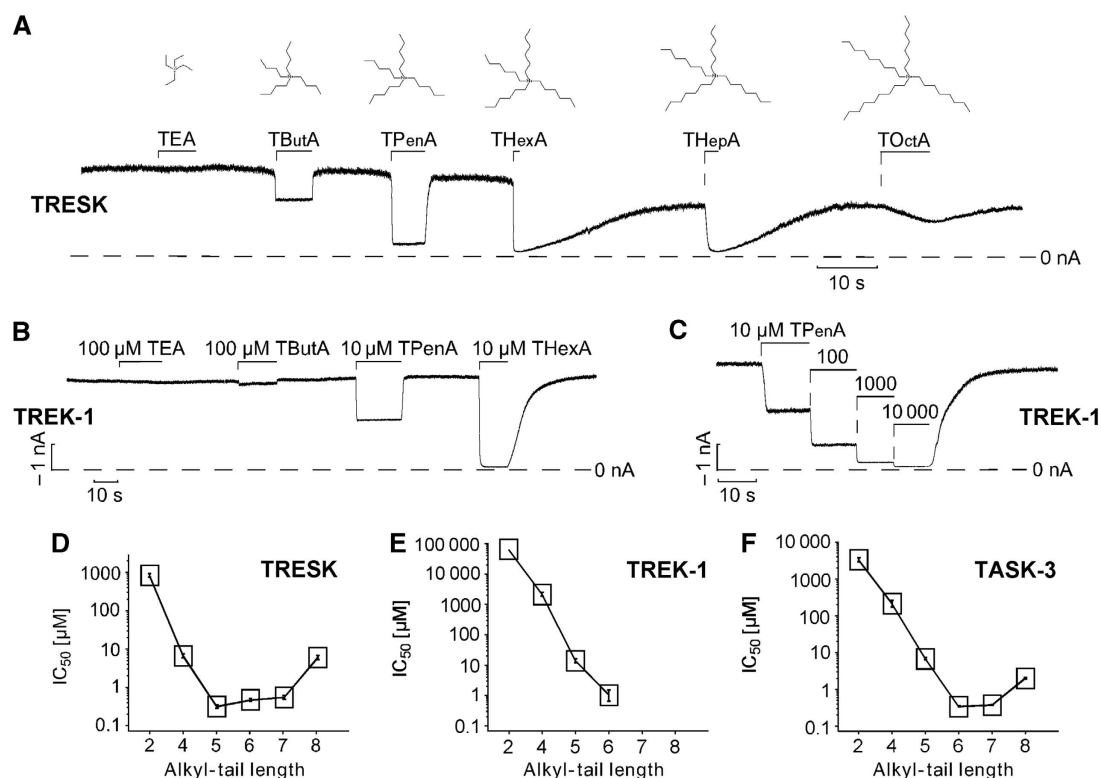 A
TEA
TButA
TPenA
THexA
THepA
TOctA
TRESK
0 nA
10 s
B
100 µM TEA
100 µM TButA
10 µM TPenA
10 µM THexA
TREK-1
1 nA
0 nA
10 s
C
10 µM TPenA
100
1000
10 000
TREK-1
1 nA
0 nA
10 s
D
TRESK
IC50 [µM]
1000
100
10
1
0.1
2 4 5 6 7 8
Alkyl-tail length
E
TREK-1
IC50 [µM]
100 000
10 000
1000
100
10
1
0.1
2 4 5 6 7 8
Alkyl-tail length
F
TASK-3
IC50 [µM]
10 000
1000
100
10
1
0.1
2 4 5 6 7 8
Alkyl-tail length